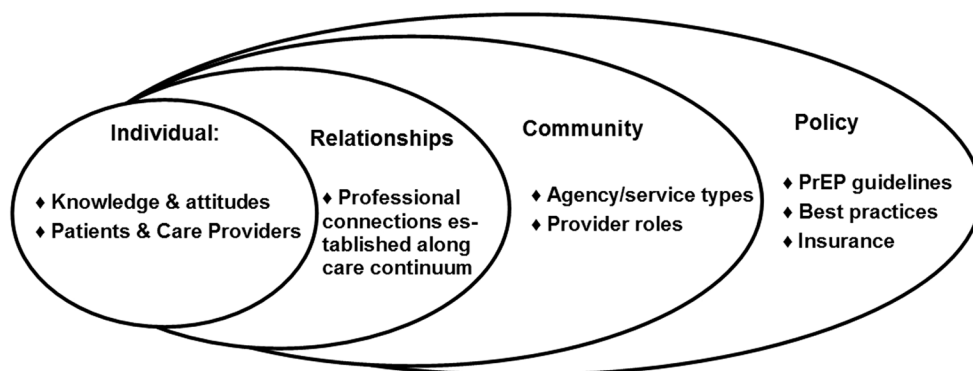 Individual:
♦ Knowledge & attitudes
♦ Patients & Care Providers
Relationships
♦ Professional
connections es-
tablished along
care continuum
Community
♦ Agency/service types
♦ Provider roles
Policy
♦ PrEP guidelines
♦ Best practices
♦ Insurance